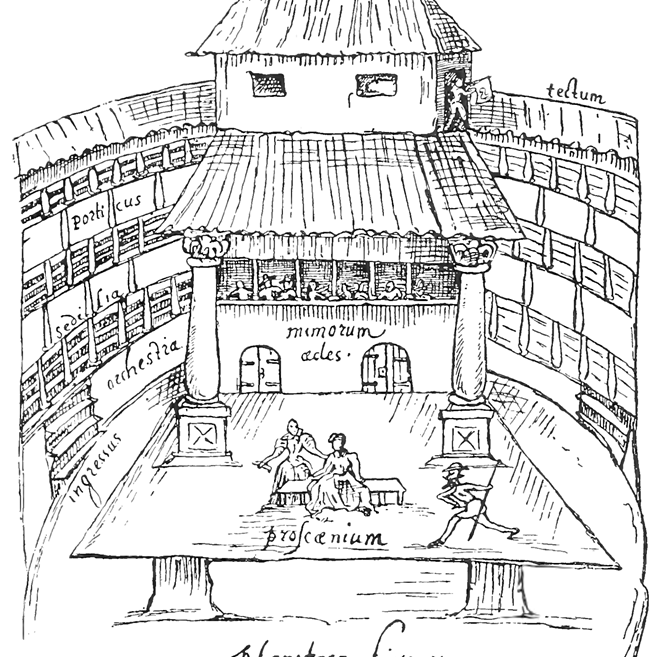 tectum
porticus
sedilia
orchestra
mimorum
ædes.
ingressus
proscænium